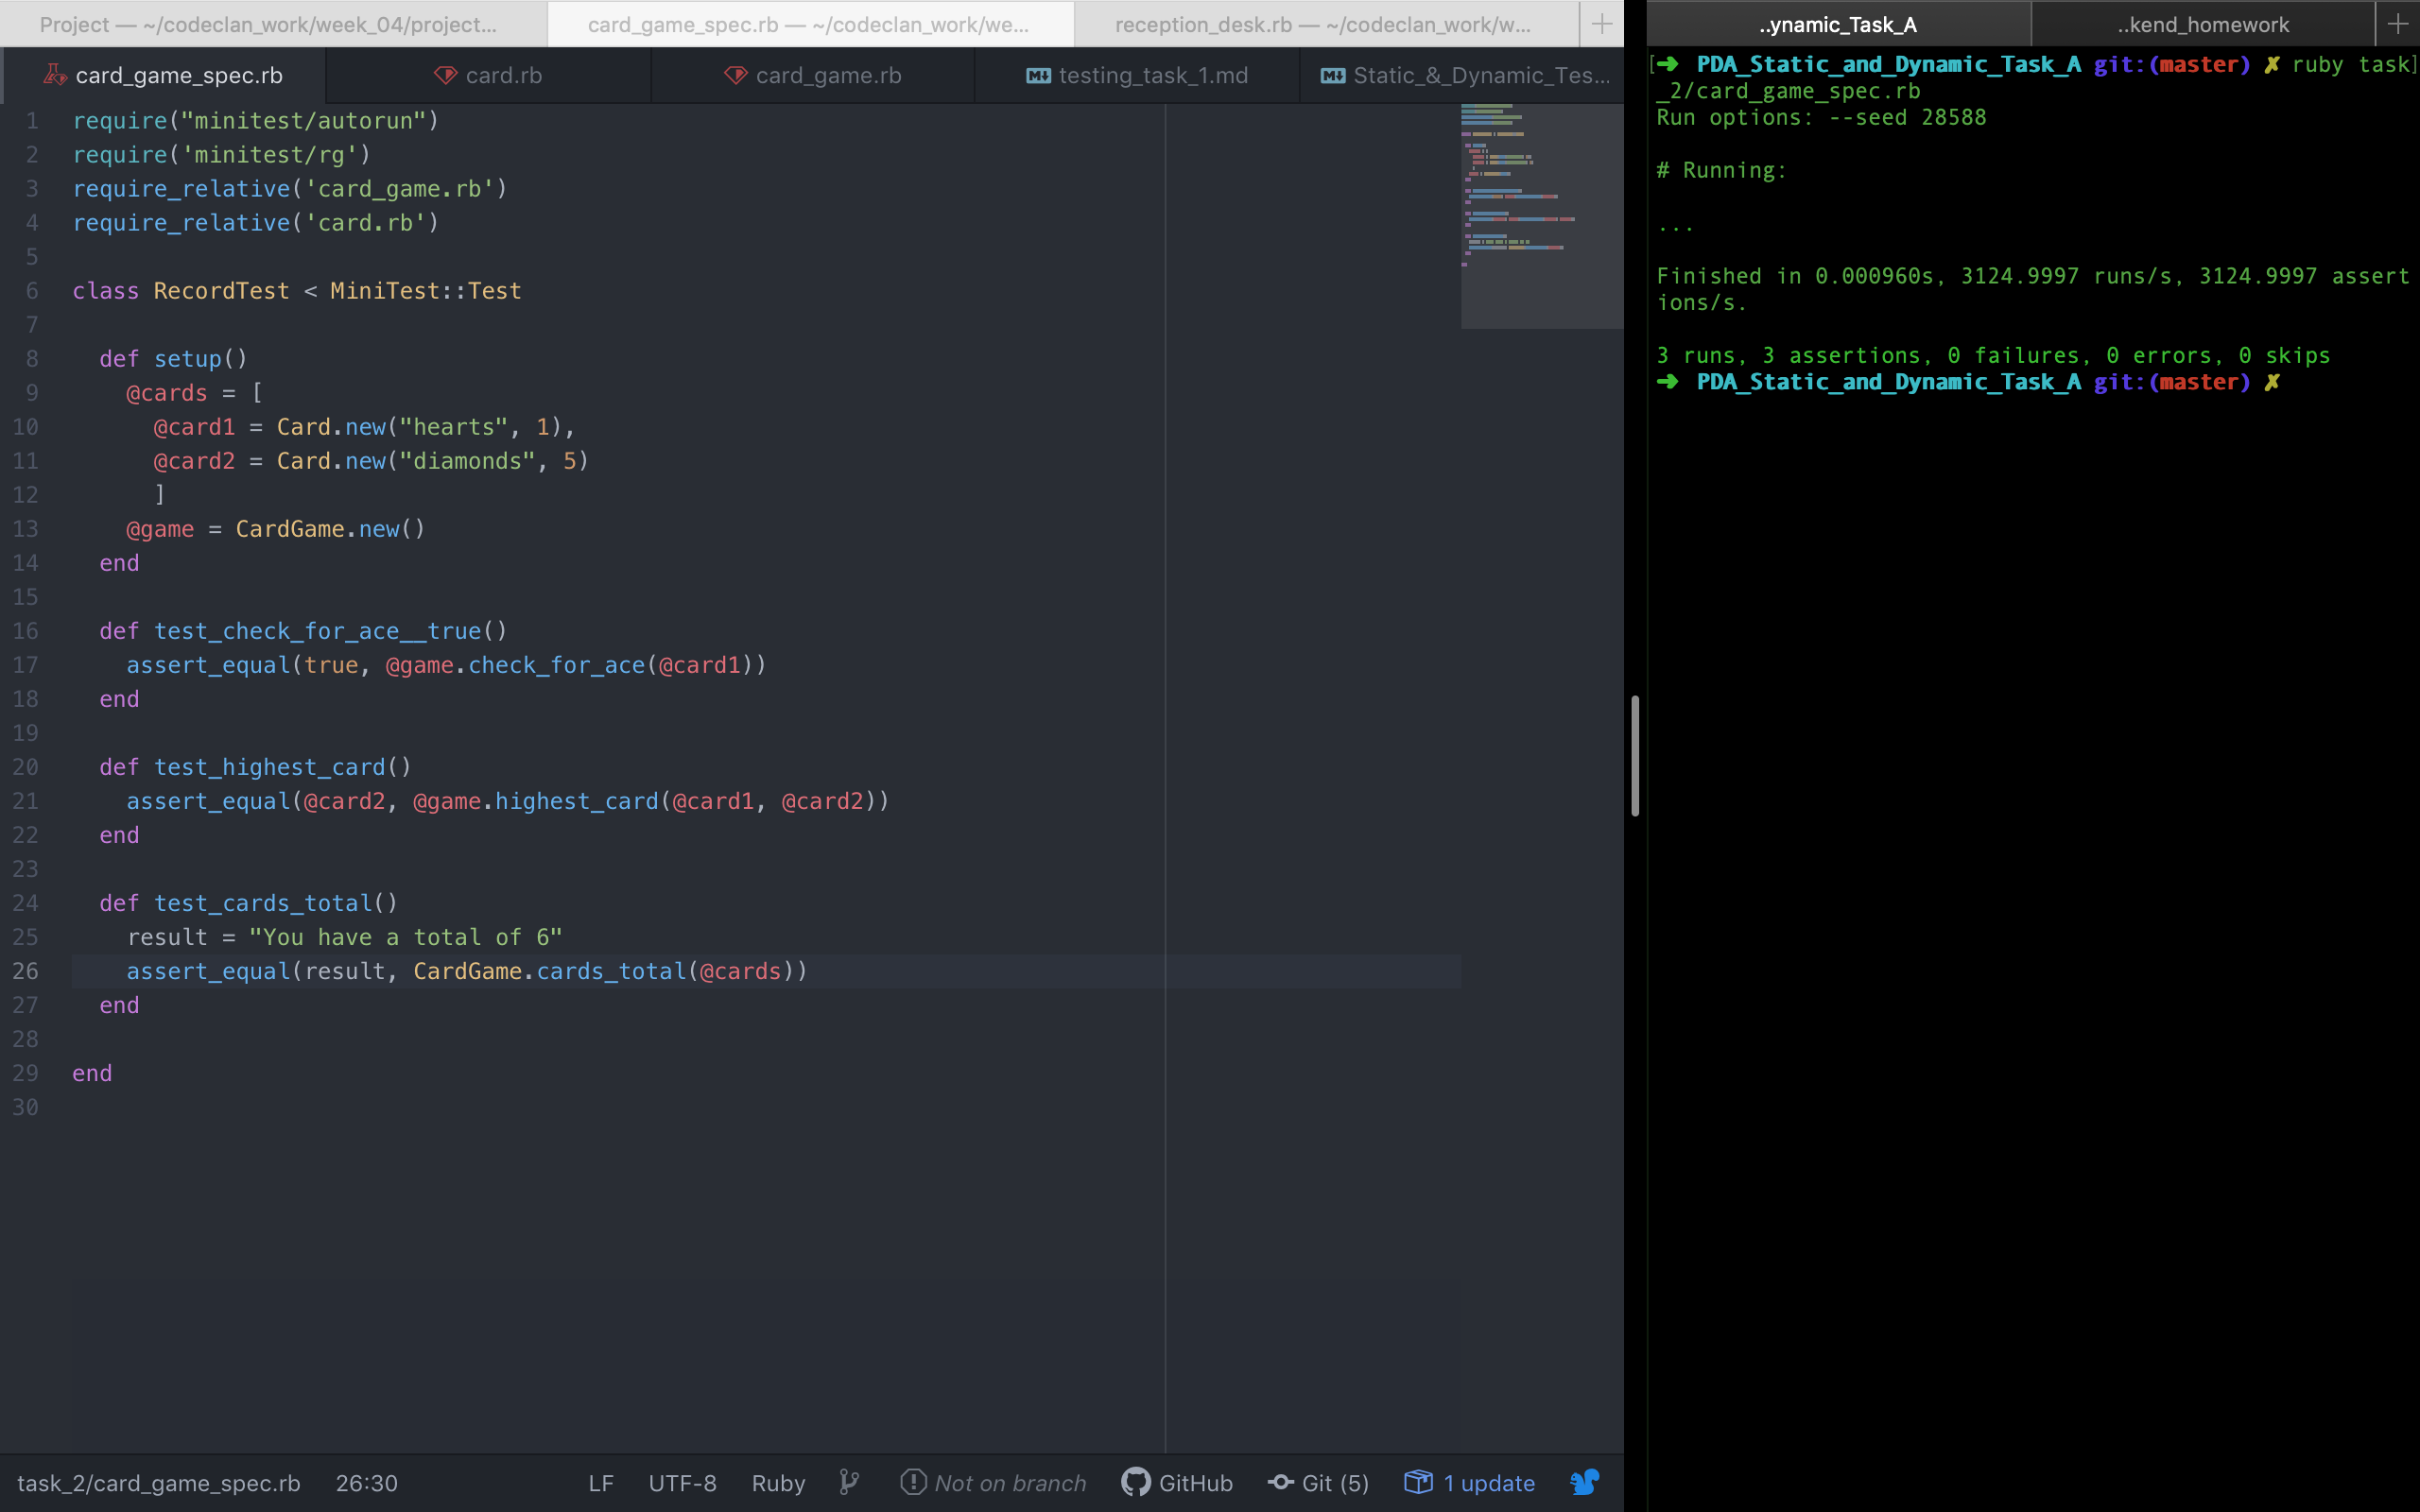 Project — ~/codeclan_work/week_04/project...
card_game_spec.rb — ~/codeclan_work/we...
reception_desk.rb — ~/codeclan_work/w...
card_game_spec.rb
card.rb
card_game.rb
testing_task_1.md
Static_&_Dynamic_Tes...
1 require("minitest/autorun")
2 require('minitest/rg')
3 require_relative('card_game.rb')
4 require_relative('card.rb')
5
6 class RecordTest < MiniTest::Test
7
8 def setup()
9 @cards = [
10 @card1 = Card.new("hearts", 1),
11 @card2 = Card.new("diamonds", 5)
12 ]
13 @game = CardGame.new()
14 end
15
16 def test_check_for_ace__true()
17 assert_equal(true, @game.check_for_ace(@card1))
18 end
19
20 def test_highest_card()
21 assert_equal(@card2, @game.highest_card(@card1, @card2))
22 end
23
24 def test_cards_total()
25 result = "You have a total of 6"
26 assert_equal(result, CardGame.cards_total(@cards))
27 end
28
29 end
30
task_2/card_game_spec.rb 26:30 LF UTF-8 Ruby Not on branch GitHub Git (5) 1 update
..ynamic_Task_A
..kend_homework
[➜ PDA_Static_and_Dynamic_Task_A git:(master) ✗ ruby task]
_2/card_game_spec.rb
Run options: --seed 28588
# Running:
...
Finished in 0.000960s, 3124.9997 runs/s, 3124.9997 assert
ions/s.
3 runs, 3 assertions, 0 failures, 0 errors, 0 skips
➜ PDA_Static_and_Dynamic_Task_A git:(master) ✗